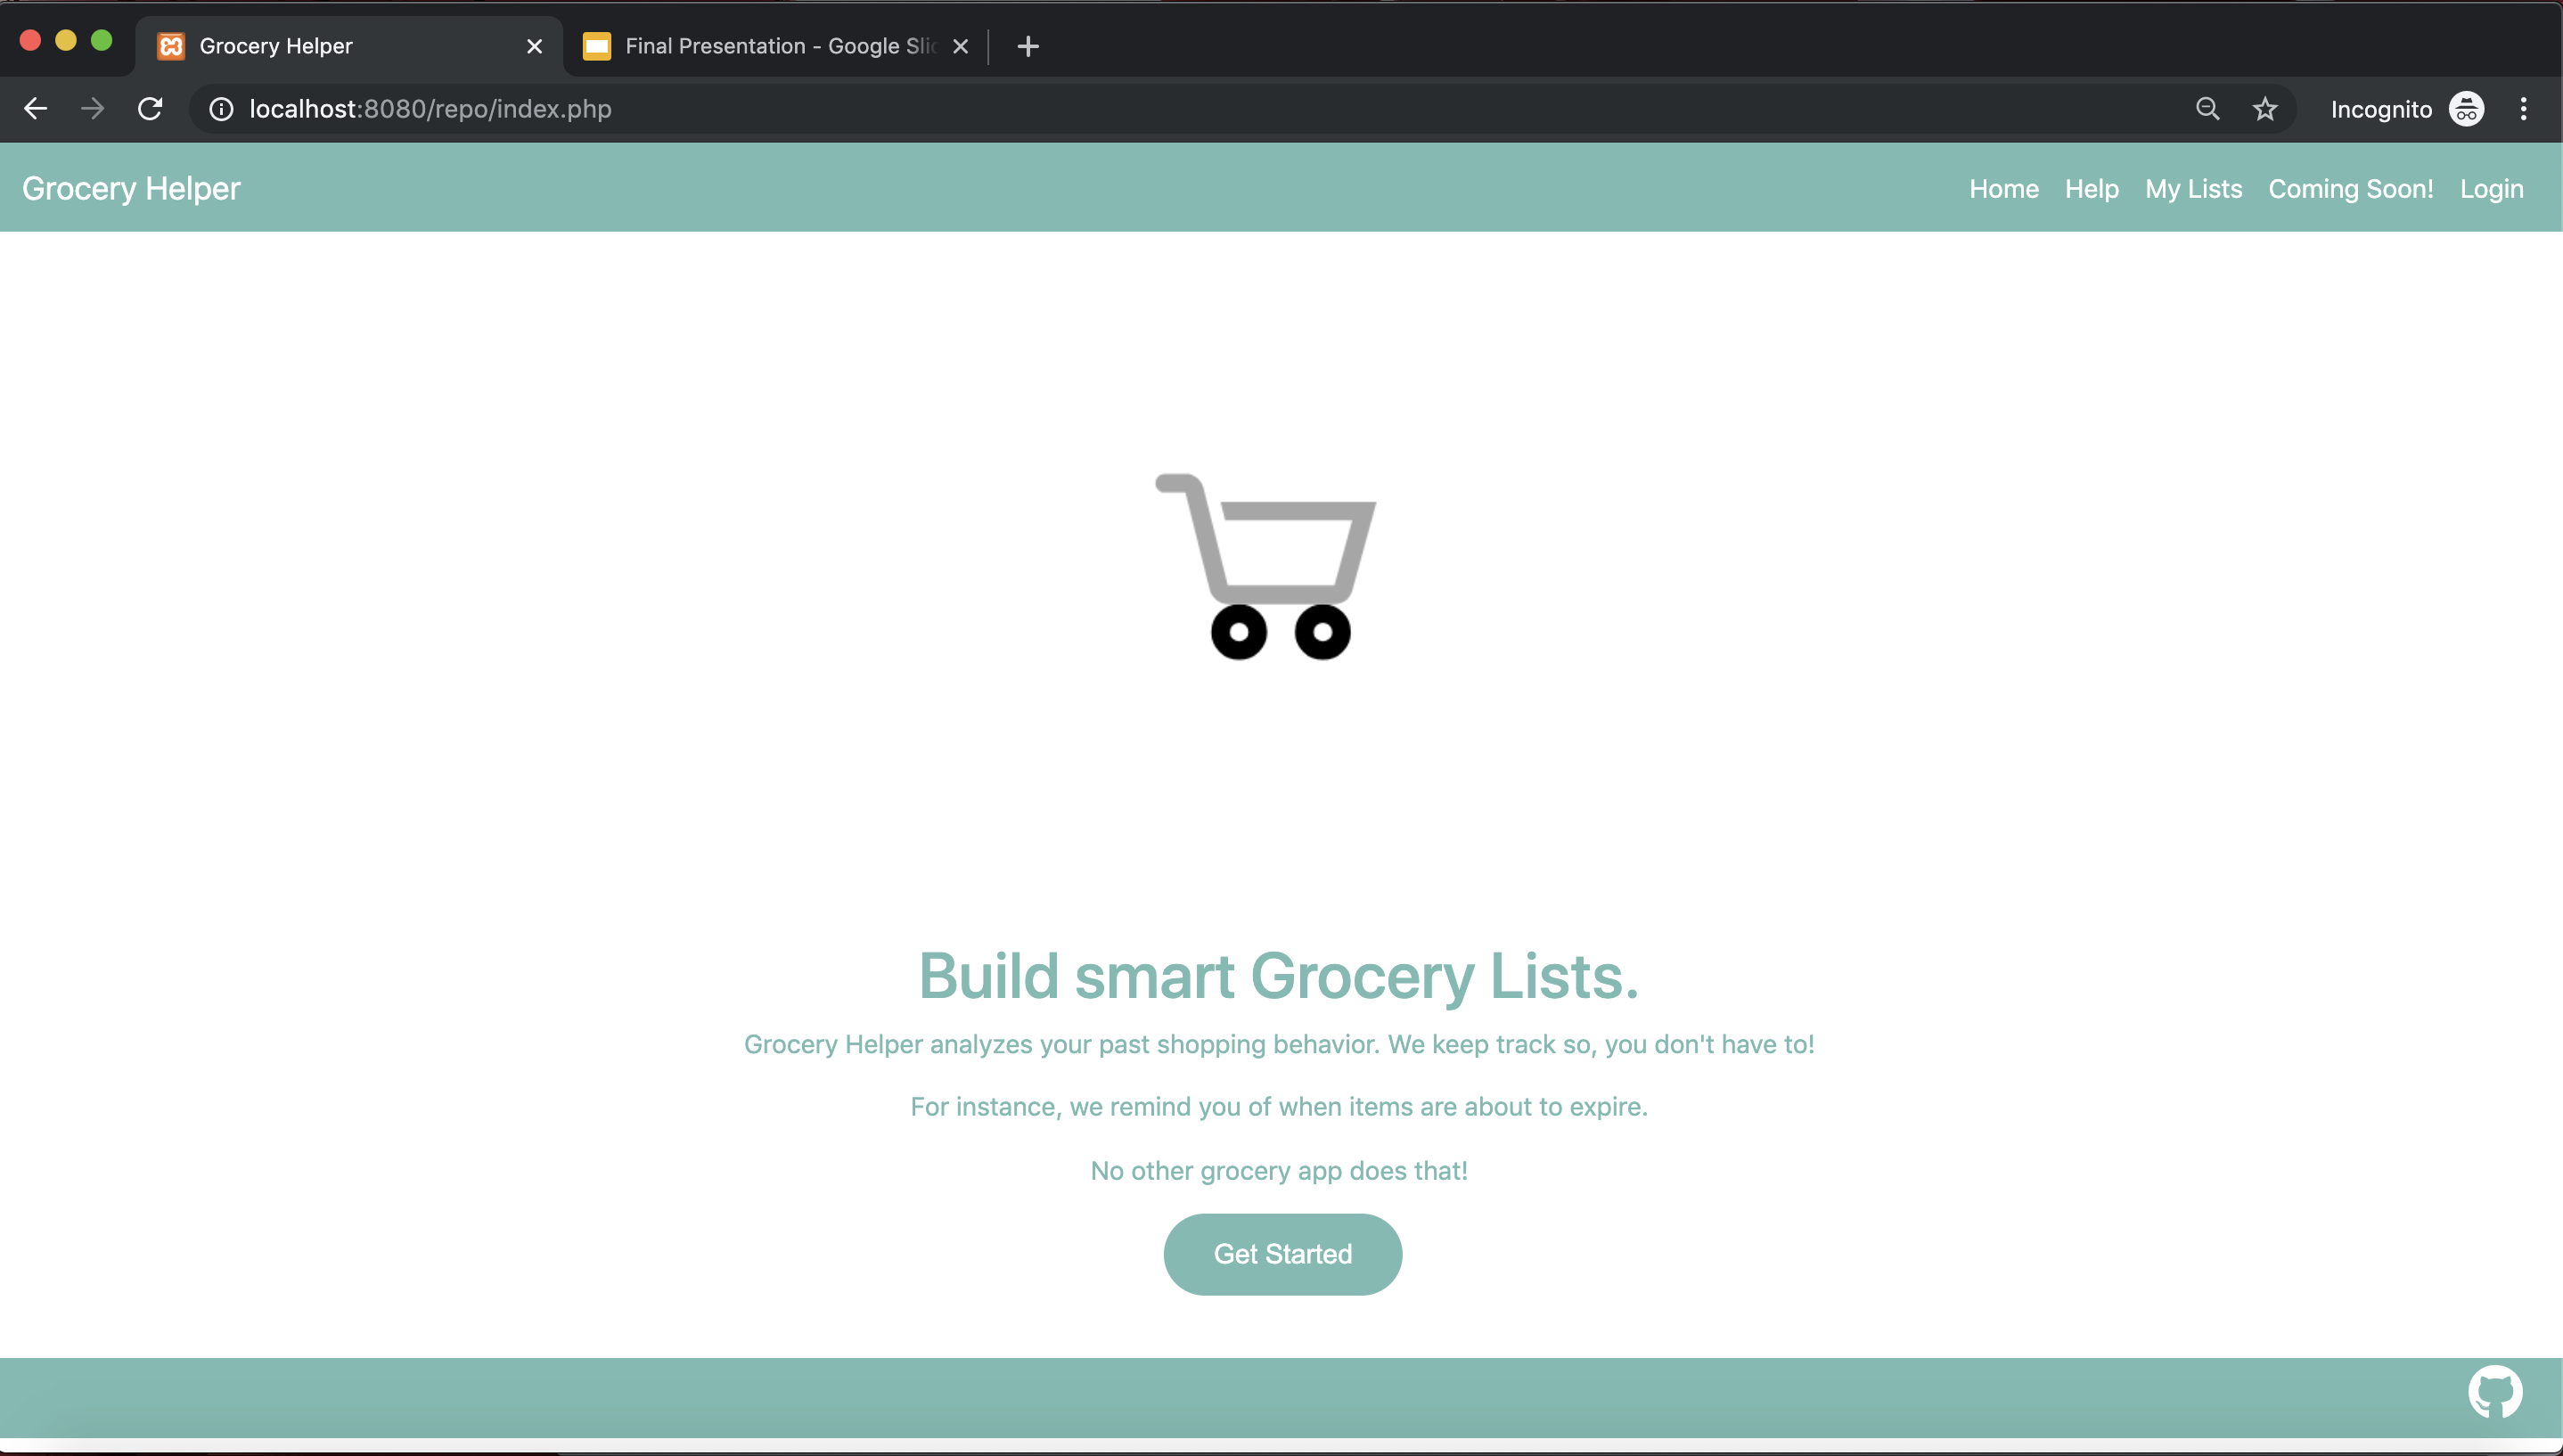 Grocery Helper
Final Presentation - Google Slic
localhost:8080/repo/index.php
Incognito
Grocery Helper
Home Help My Lists Coming Soon! Login
Build smart Grocery Lists.
Grocery Helper analyzes your past shopping behavior. We keep track so, you don't have to!
For instance, we remind you of when items are about to expire.
No other grocery app does that!
Get Started